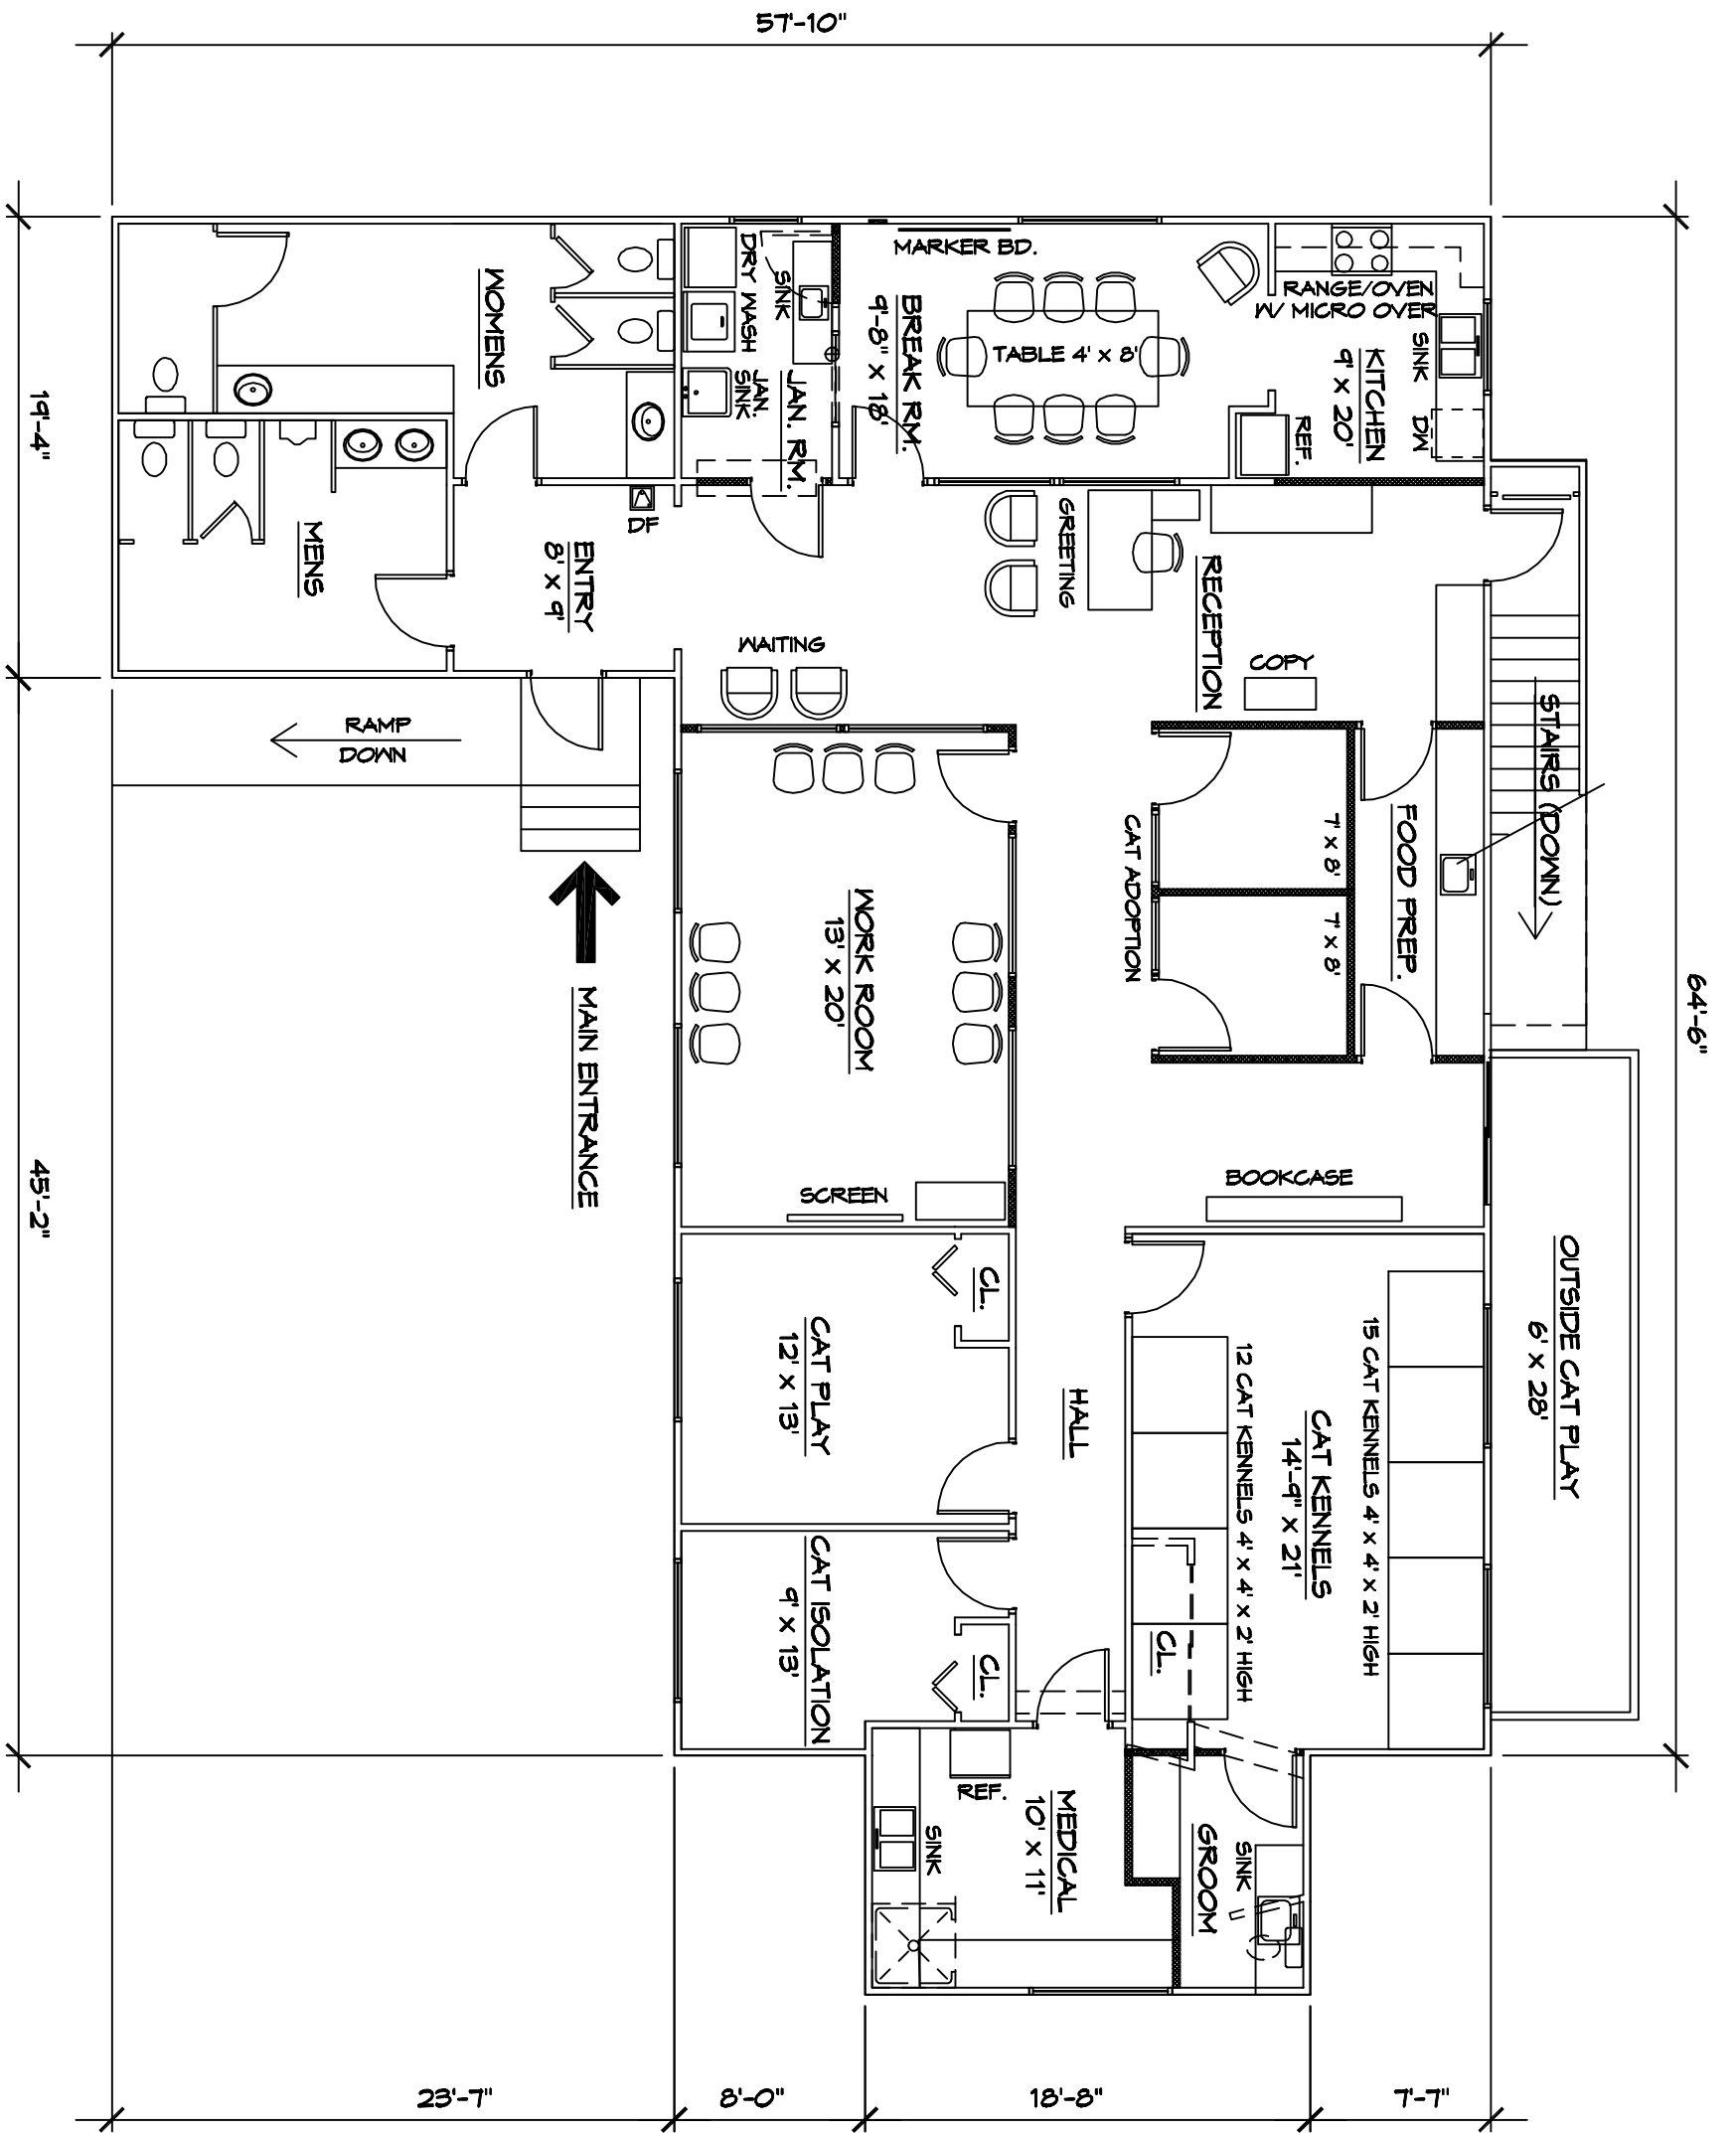 57'-10"
19'-4"
45'-2"
64'-6"
WOMENS
MENS
DRY
WASH
SINK
JAN.
SINK
JAN. RM.
MARKER BD.
BREAK RM.
9'-8" X 18'
TABLE 4' X 8'
RANGE/OVEN
W/ MICRO OVER
SINK
KITCHEN
9' X 20'
DW
REF.
DF
ENTRY
8' X 9'
GREETING
RECEPTION
WAITING
COPY
RAMP
DOWN
STAIRS (DOWN)
MAIN ENTRANCE
WORK ROOM
13' X 20'
CAT ADOPTION
7' X 8'
7' X 8'
FOOD PREP.
SCREEN
BOOKCASE
CL.
CAT PLAY
12' X 13'
HALL
12 CAT KENNELS 4' X 4' X 2' HIGH
CAT KENNELS
14'-9" X 21'
15 CAT KENNELS 4' X 4' X 2' HIGH
OUTSIDE CAT PLAY
6' X 28'
CAT ISOLATION
9' X 13'
CL.
CL.
REF.
SINK
MEDICAL
10' X 11'
GROOM
SINK
23'-7"
8'-0"
18'-8"
7'-7"